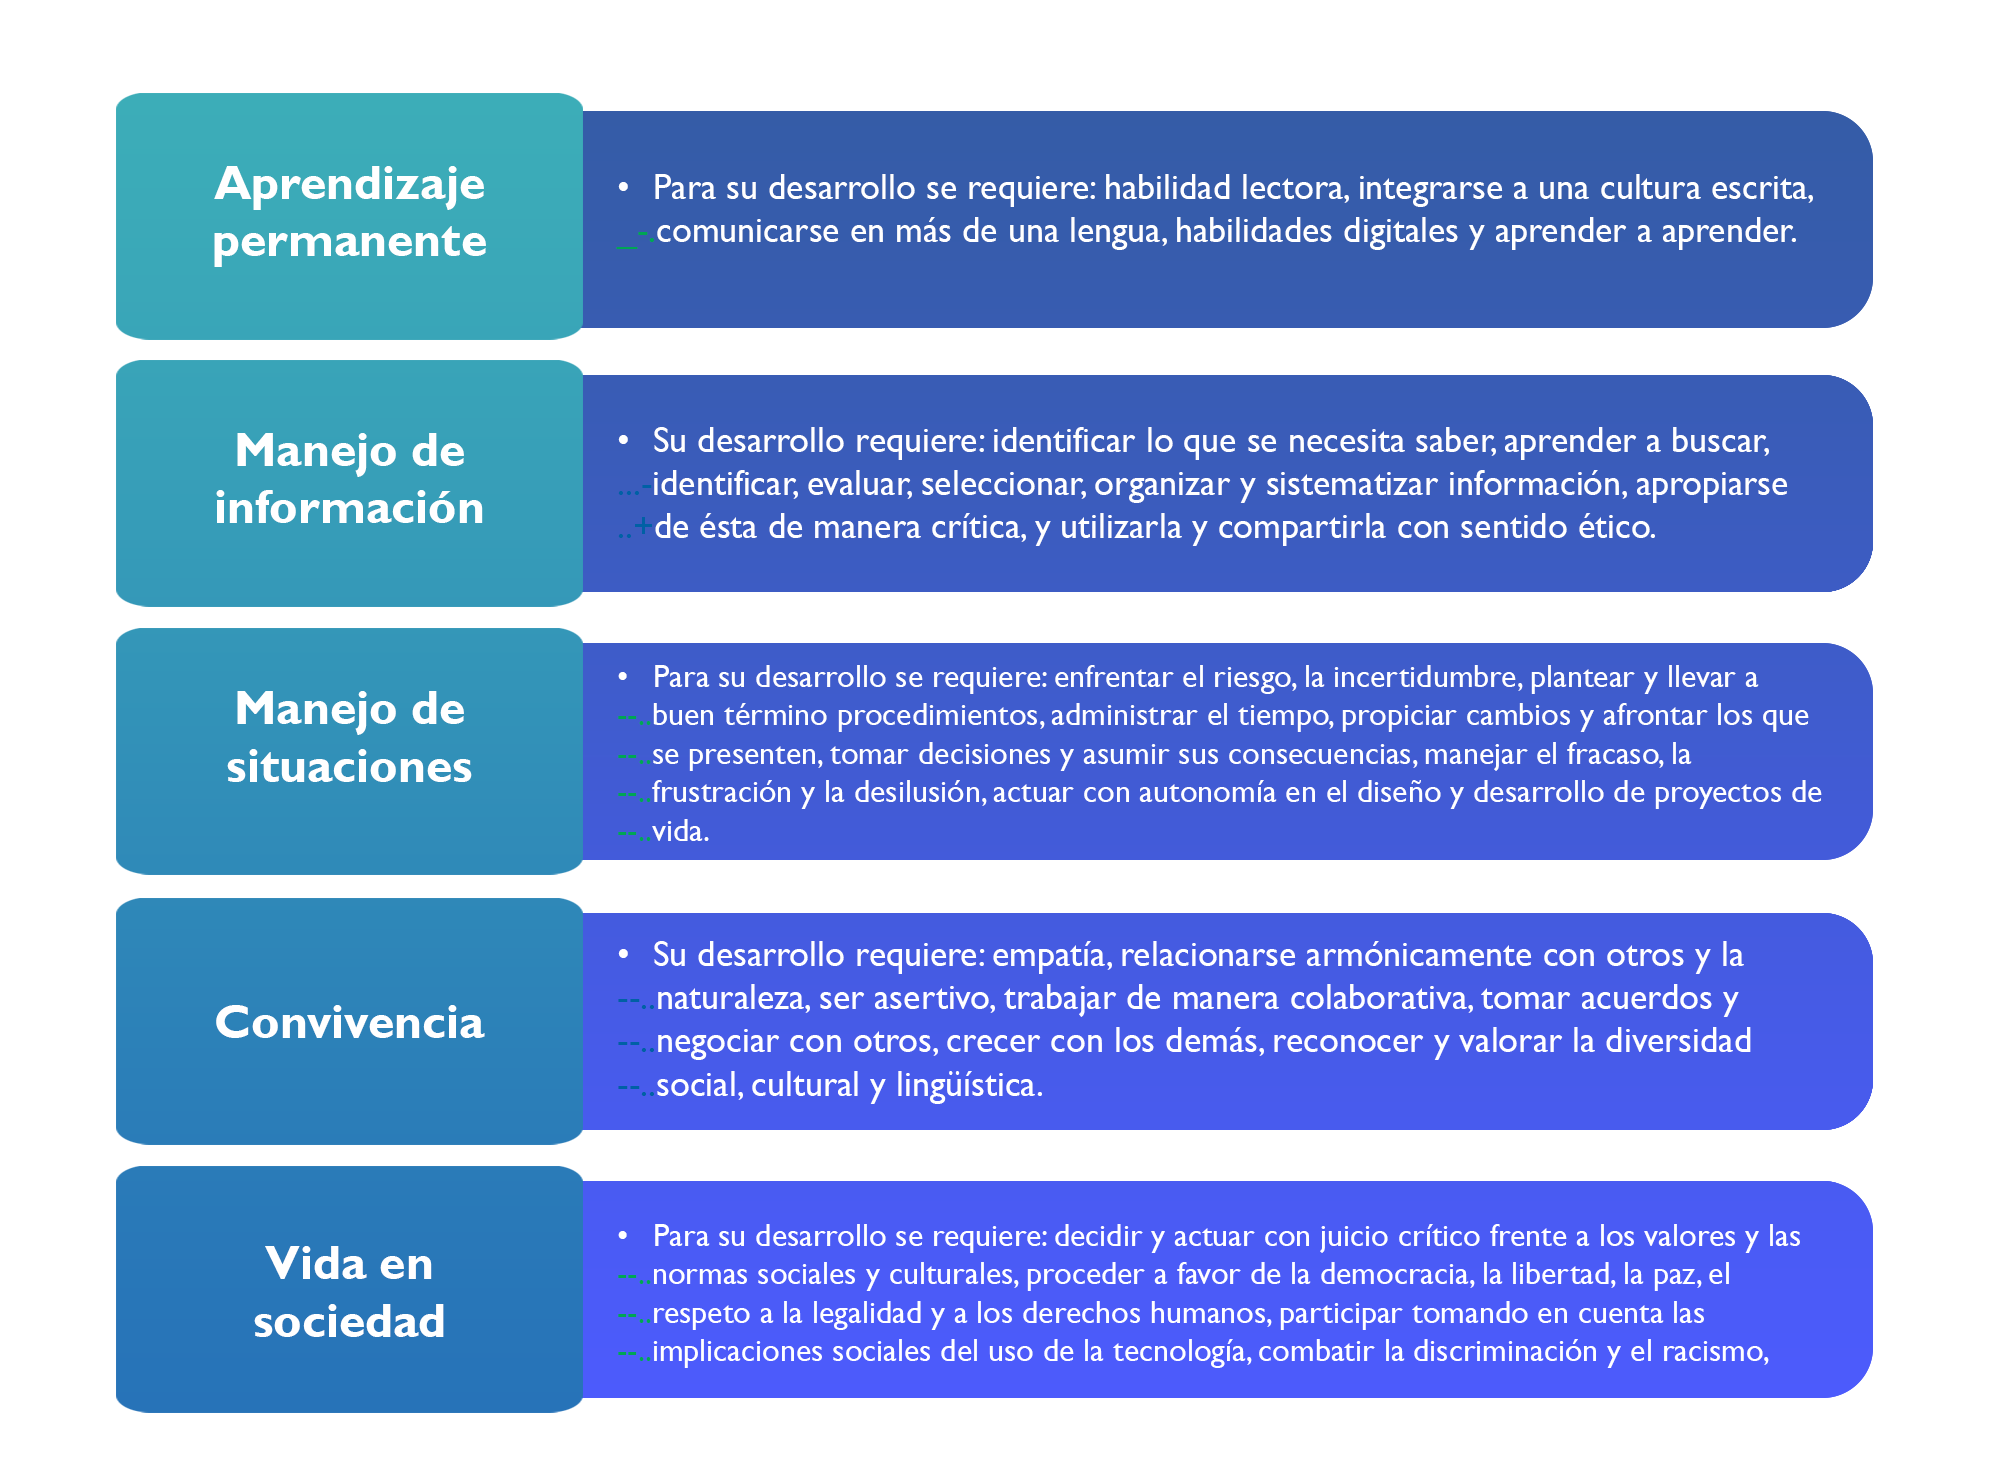 Aprendizaje
permanente
• Para su desarrollo se requiere: habilidad lectora, integrarse a una cultura escrita,
__-.comunicarse en más de una lengua, habilidades digitales y aprender a aprender.
Manejo de
información
• Su desarrollo requiere: identificar lo que se necesita saber, aprender a buscar,
...-identificar, evaluar, seleccionar, organizar y sistematizar información, apropiarse
..+de ésta de manera crítica, y utilizarla y compartirla con sentido ético.
Manejo de
situaciones
• Para su desarrollo se requiere: enfrentar el riesgo, la incertidumbre, plantear y llevar a
--..buen término procedimientos, administrar el tiempo, propiciar cambios y afrontar los que
--..se presenten, tomar decisiones y asumir sus consecuencias, manejar el fracaso, la
--..frustración y la desilusión, actuar con autonomía en el diseño y desarrollo de proyectos de
--..vida.
Convivencia
• Su desarrollo requiere: empatía, relacionarse armónicamente con otros y la
--..naturaleza, ser asertivo, trabajar de manera colaborativa, tomar acuerdos y
--..negociar con otros, crecer con los demás, reconocer y valorar la diversidad
--..social, cultural y lingüística.
Vida en
sociedad
• Para su desarrollo se requiere: decidir y actuar con juicio crítico frente a los valores y las
--..normas sociales y culturales, proceder a favor de la democracia, la libertad, la paz, el
--..respeto a la legalidad y a los derechos humanos, participar tomando en cuenta las
--..implicaciones sociales del uso de la tecnología, combatir la discriminación y el racismo,